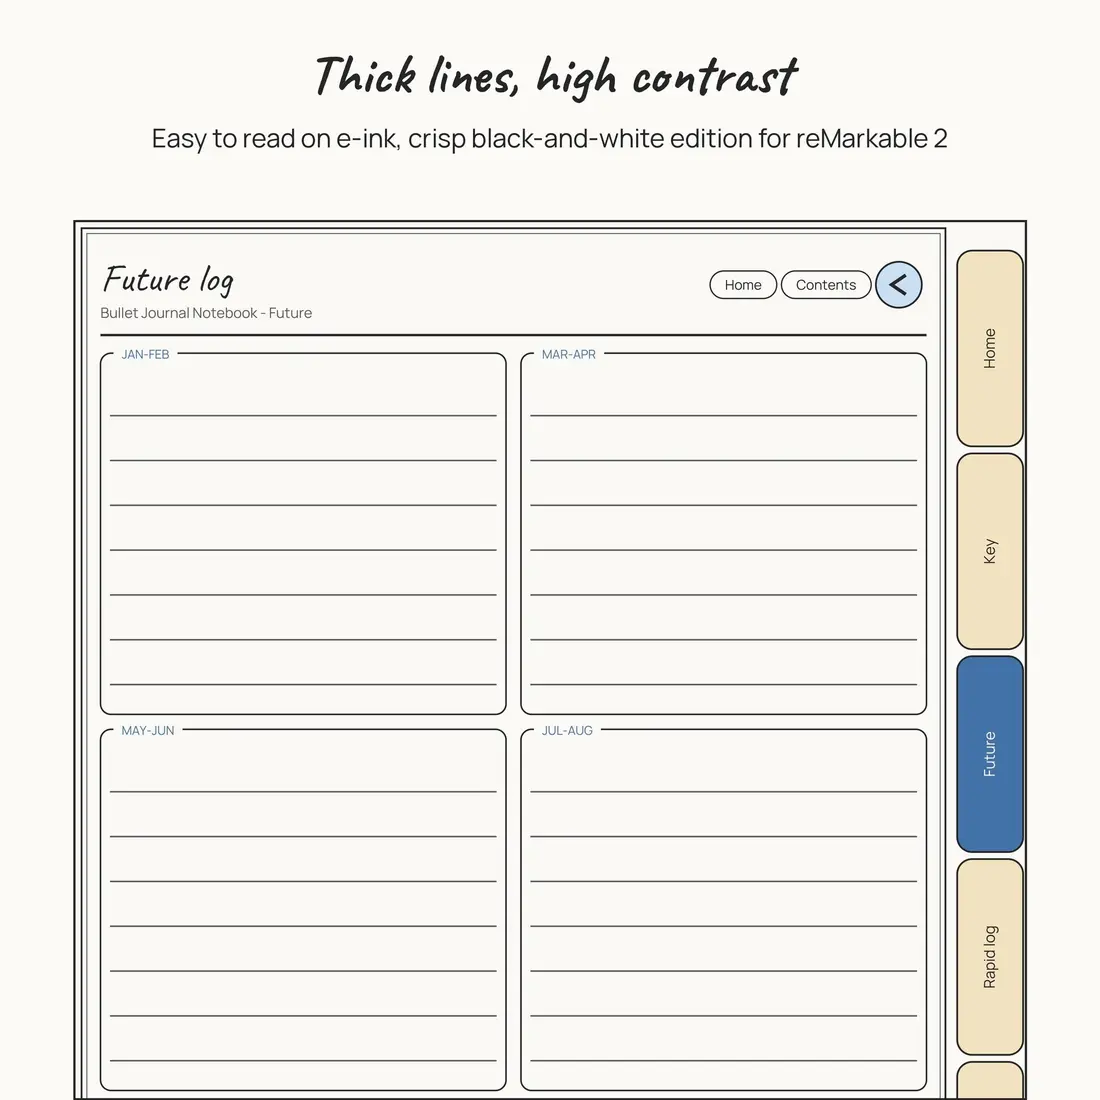 Thick lines, high contrast
Easy to read on e-ink, crisp black-and-white edition for reMarkable 2
Future log
Bullet Journal Notebook - Future
Home
Contents
JAN-FEB
MAR-APR
MAY-JUN
JUL-AUG
Home
Key
Future
Rapid log